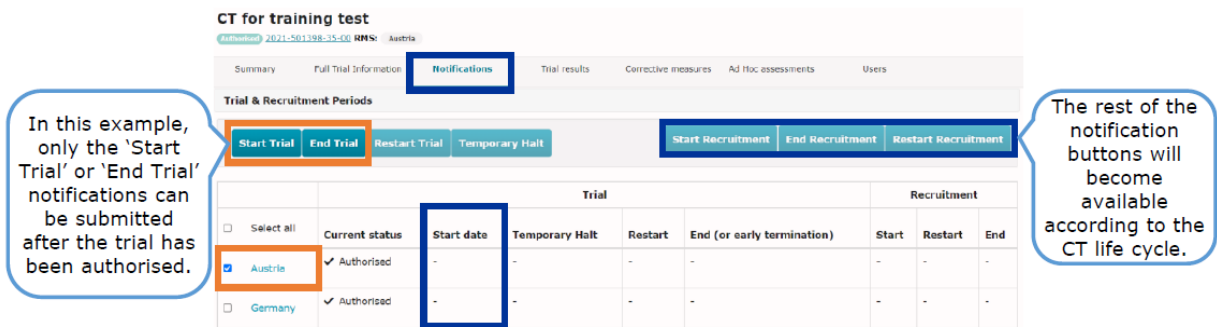 CT for training test
Authorised 2021-501398-35-00 RMS: Austria
Summary Full Trial Information Notifications Trial results Corrective measures Ad Hoc assessments Users
Trial & Recruitment Periods
In this example,
only the ‘Start
Trial’ or ‘End Trial’
notifications can
be submitted
after the trial has
been authorised.
Start Trial End Trial Restart Trial Temporary Halt Start Recruitment End Recruitment Restart Recruitment
The rest of the
notification
buttons will
become
available
according to the
CT life cycle.
Trial Recruitment
Select all Current status Start date Temporary Halt Restart End (or early termination) Start Restart End
Austria ✓ Authorised - - - - - - -
Germany ✓ Authorised - - - - - - -